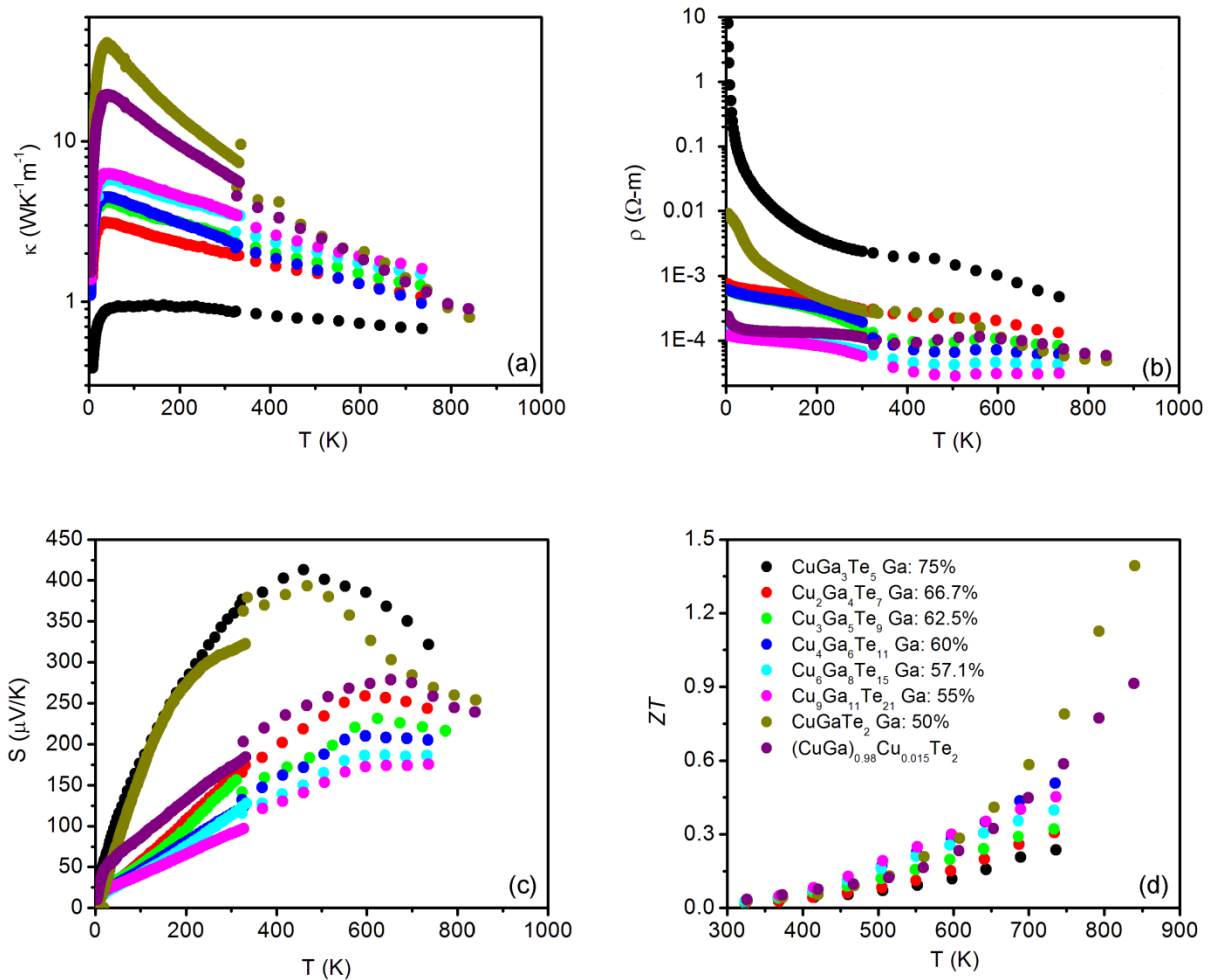 κ (WK⁻¹m⁻¹)
10
1
0 200 400 600 800 1000
T (K)
(a)
ρ (Ω-m)
10
1
0.1
0.01
1E-3
1E-4
0 200 400 600 800 1000
T (K)
(b)
S (μV/K)
450
400
350
300
250
200
150
100
50
0
0 200 400 600 800 1000
T (K)
(c)
ZT
1.5
1.2
0.9
0.6
0.3
0.0
CuGa₃Te₅ Ga: 75%
Cu₂Ga₄Te₇ Ga: 66.7%
Cu₃Ga₅Te₉ Ga: 62.5%
Cu₄Ga₆Te₁₁ Ga: 60%
Cu₆Ga₈Te₁₅ Ga: 57.1%
Cu₉Ga₁₁Te₂₁ Ga: 55%
CuGaTe₂ Ga: 50%
(CuGa)₀.₉₈Cu₀.₀₁₅Te₂
300 400 500 600 700 800 900
T (K)
(d)